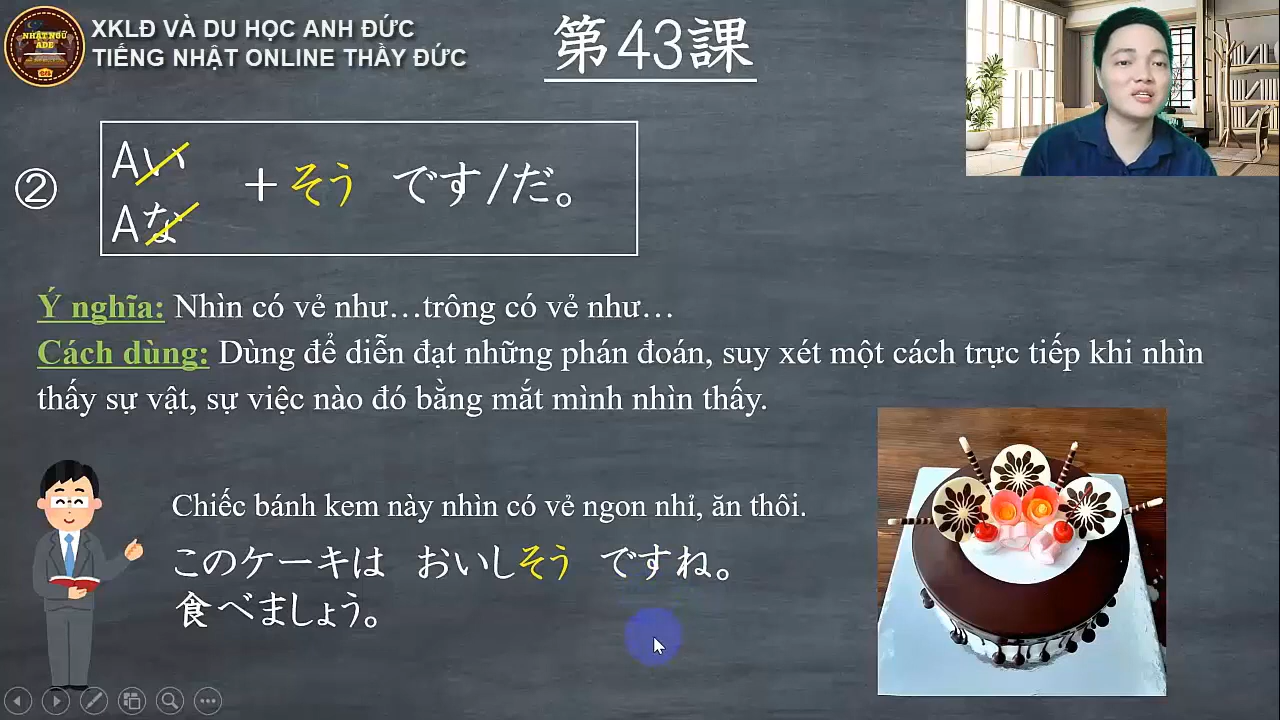 NHẬT NGỮ
ADE
XKLĐ VÀ DU HỌC ANH ĐỨC
TIẾNG NHẬT ONLINE THẦY ĐỨC
第43課
②
Aい
Aな
+そう です/だ。
Ý nghĩa: Nhìn có vẻ như…trông có vẻ như…
Cách dùng: Dùng để diễn đạt những phán đoán, suy xét một cách trực tiếp khi nhìn
thấy sự vật, sự việc nào đó bằng mắt mình nhìn thấy.
Chiếc bánh kem này nhìn có vẻ ngon nhỉ, ăn thôi.
このケーキは おいしそう ですね。
食べましょう。